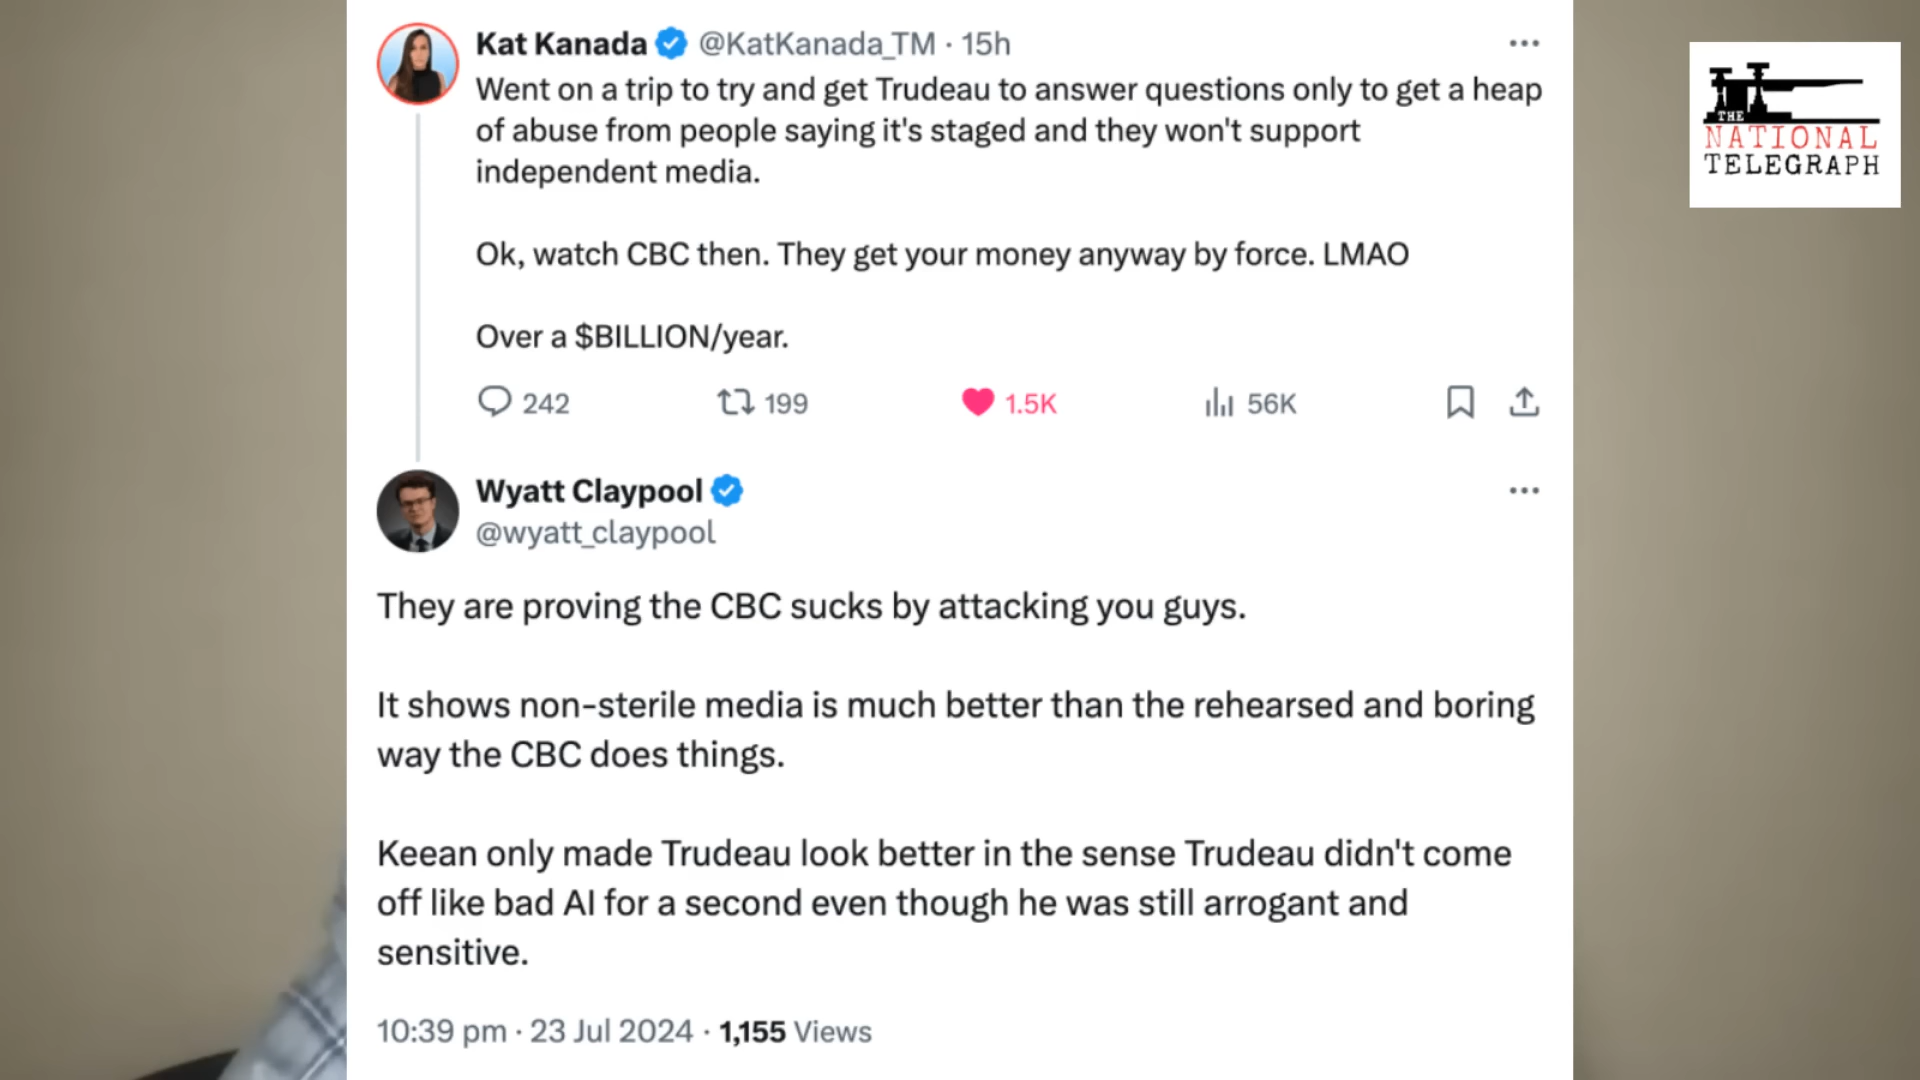 Kat Kanada @KatKanada_TM · 15h
Went on a trip to try and get Trudeau to answer questions only to get a heap
of abuse from people saying it's staged and they won't support
independent media.
Ok, watch CBC then. They get your money anyway by force. LMAO
Over a $BILLION/year.
242 199 1.5K 56K
Wyatt Claypool
@wyatt_claypool
They are proving the CBC sucks by attacking you guys.
It shows non-sterile media is much better than the rehearsed and boring
way the CBC does things.
Keean only made Trudeau look better in the sense Trudeau didn't come
off like bad AI for a second even though he was still arrogant and
sensitive.
10:39 pm · 23 Jul 2024 · 1,155 Views
THE
NATIONAL
TELEGRAPH